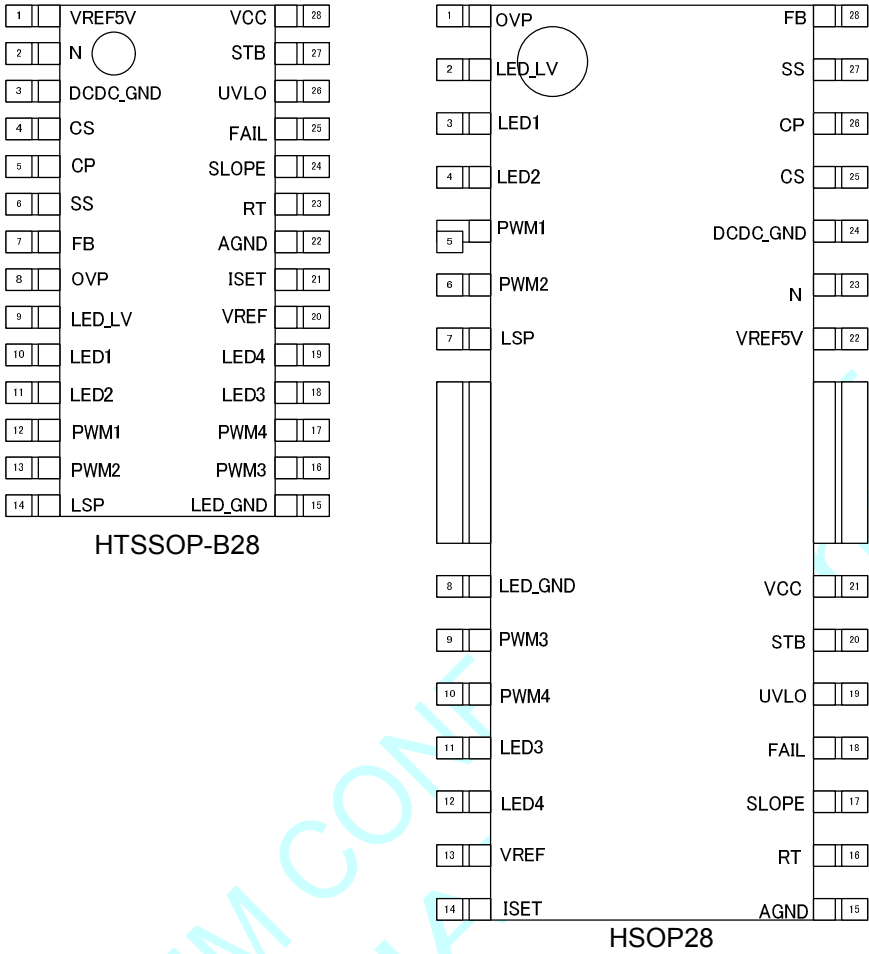 1 VREF5V VCC 28
2 N STB 27
3 DCDC_GND UVLO 26
4 CS FAIL 25
5 CP SLOPE 24
6 SS RT 23
7 FB AGND 22
8 OVP ISET 21
9 LED_LV VREF 20
10 LED1 LED4 19
11 LED2 LED3 18
12 PWM1 PWM4 17
13 PWM2 PWM3 16
14 LSP LED_GND 15
HTSSOP-B28
1 OVP FB 28
2 LED_LV SS 27
3 LED1 CP 26
4 LED2 CS 25
5 PWM1 DCDC_GND 24
6 PWM2 N 23
7 LSP VREF5V 22
8 LED_GND VCC 21
9 PWM3 STB 20
10 PWM4 UVLO 19
11 LED3 FAIL 18
12 LED4 SLOPE 17
13 VREF RT 16
14 ISET AGND 15
HSOP28